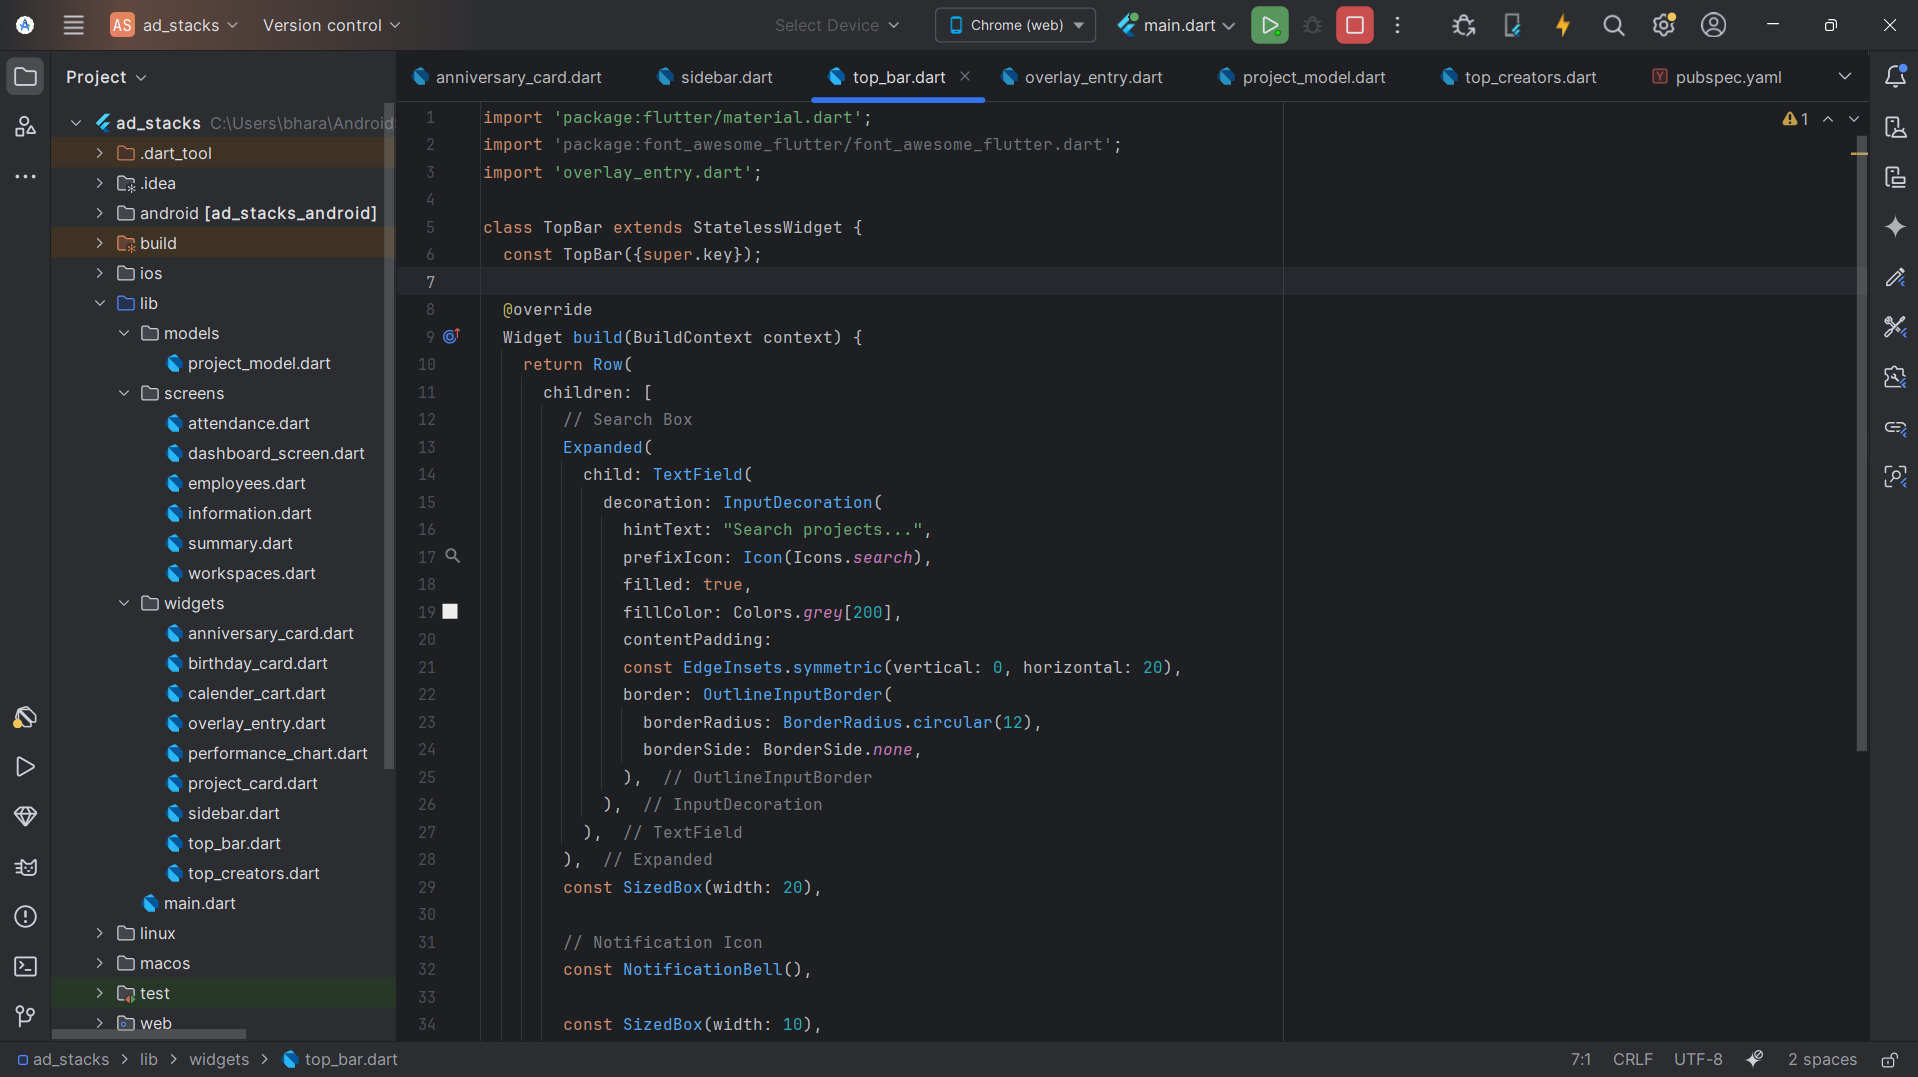 AS ad_stacks Version control Select Device Chrome (web) main.dart
Project
anniversary_card.dart sidebar.dart top_bar.dart overlay_entry.dart project_model.dart top_creators.dart pubspec.yaml
ad_stacks C:\Users\bhara\Android
.dart_tool
.idea
android [ad_stacks_android]
build
ios
lib
models
project_model.dart
screens
attendance.dart
dashboard_screen.dart
employees.dart
information.dart
summary.dart
workspaces.dart
widgets
anniversary_card.dart
birthday_card.dart
calender_cart.dart
overlay_entry.dart
performance_chart.dart
project_card.dart
sidebar.dart
top_bar.dart
top_creators.dart
main.dart
linux
macos
test
web
1 import 'package:flutter/material.dart';
2 import 'package:font_awesome_flutter/font_awesome_flutter.dart';
3 import 'overlay_entry.dart';
4
5 class TopBar extends StatelessWidget {
6 const TopBar({super.key});
7
8 @override
9 Widget build(BuildContext context) {
10 return Row(
11 children: [
12 // Search Box
13 Expanded(
14 child: TextField(
15 decoration: InputDecoration(
16 hintText: "Search projects...",
17 prefixIcon: Icon(Icons.search),
18 filled: true,
19 fillColor: Colors.grey[200],
20 contentPadding:
21 const EdgeInsets.symmetric(vertical: 0, horizontal: 20),
22 border: OutlineInputBorder(
23 borderRadius: BorderRadius.circular(12),
24 borderSide: BorderSide.none,
25 ), // OutlineInputBorder
26 ), // InputDecoration
27 ), // TextField
28 ), // Expanded
29 const SizedBox(width: 20),
30
31 // Notification Icon
32 const NotificationBell(),
33
34 const SizedBox(width: 10),
1
ad_stacks > lib > widgets > top_bar.dart
7:1 CRLF UTF-8 2 spaces